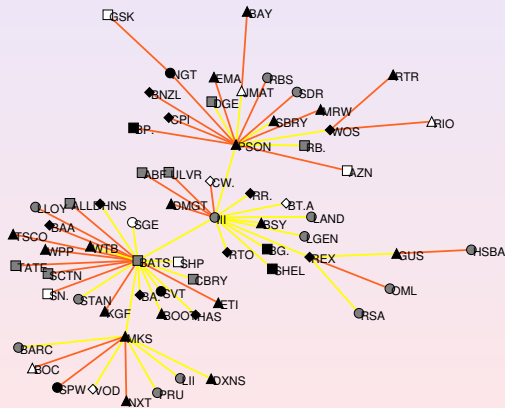 GSK
BAY
NGT
EMA
RBS
RTR
BNZL
JMAT
SDR
DGE
MRW
CPI
SBRY
RIO
BP.
WOS
PSON
RB.
ABF
ULVR
AZN
CW.
RR.
LLOY
ALLD
HNS
DMGT
BT.A
SGE
III
LAND
BAA
BSY
TSCO
LGEN
WPP
WTB
RTO
BG.
REX
GUS
HSBA
TATE
BATS
SHP
SCTN
SHEL
CBRY
SN.
STAN
BA.
SVT
OML
ETI
KGF
BOOT
HAS
RSA
MKS
BARC
BOC
LII
DXNS
SPW
VOD
PRU
NXT